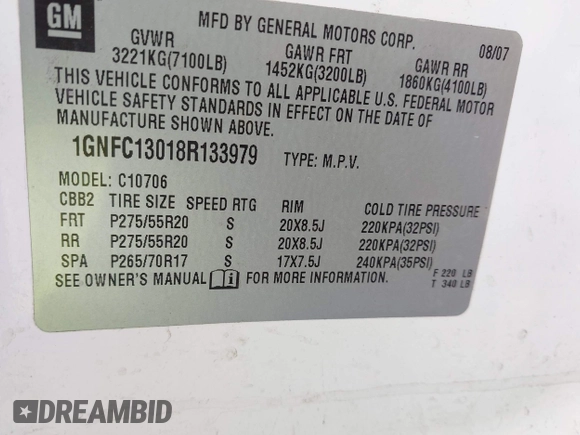 GM
MFD BY GENERAL MOTORS CORP. 08/07
GVWR GAWR FRT GAWR RR
3221KG(7100LB) 1452KG(3200LB) 1860KG(4100LB)
THIS VEHICLE CONFORMS TO ALL APPLICABLE U.S. FEDERAL MOTOR
VEHICLE SAFETY STANDARDS IN EFFECT ON THE DATE OF
MANUFACTURE SHOWN ABOVE.
1GNFC13018R133979 TYPE: M.P.V.
MODEL: C10706
CBB2 TIRE SIZE SPEED RTG RIM COLD TIRE PRESSURE
FRT P275/55R20 S 20X8.5J 220KPA(32PSI)
RR P275/55R20 S 20X8.5J 220KPA(32PSI)
SPA P265/70R17 S 17X7.5J 240KPA(35PSI)
SEE OWNER'S MANUAL FOR MORE INFORMATION.
F 220 LB
T 340 LB
DREAMBID